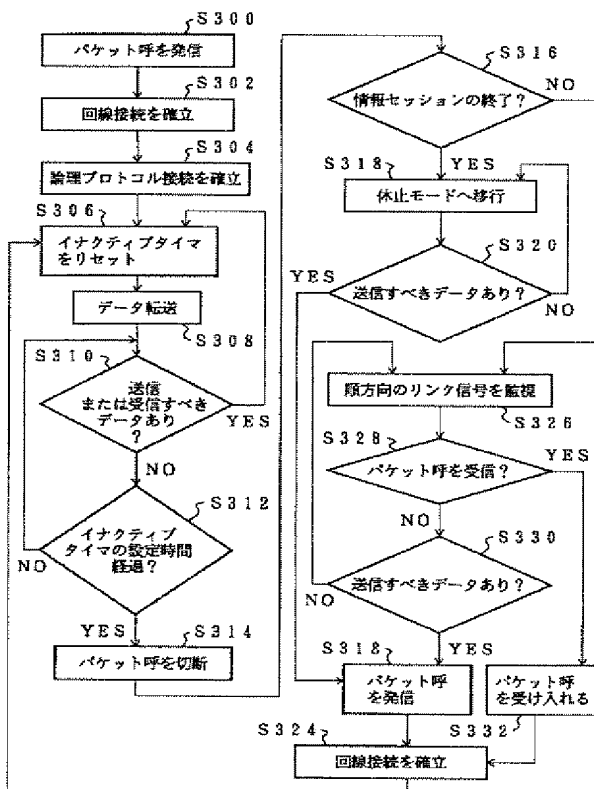 S300
パケット呼を発信
S302
回線接続を確立
S304
論理プロトコル接続を確立
S306
イナクティブタイマ
をリセット
データ転送
S308
S310
送信
または受信すべき
データあり
?
YES
NO
S312
イナクティブ
タイマの設定時間
経過?
NO
YES
S314
パケット呼を切断
S316
情報セッションの終了?
NO
S318
YES
休止モードへ移行
S320
YES
送信すべきデータあり?
NO
順方向のリンク信号を監視
S326
S328
YES
パケット呼を受信?
NO
S330
送信すべきデータあり?
NO
YES
S318
パケット呼
を発信
パケット呼
を受け入れる
S324
S332
回線接続を確立